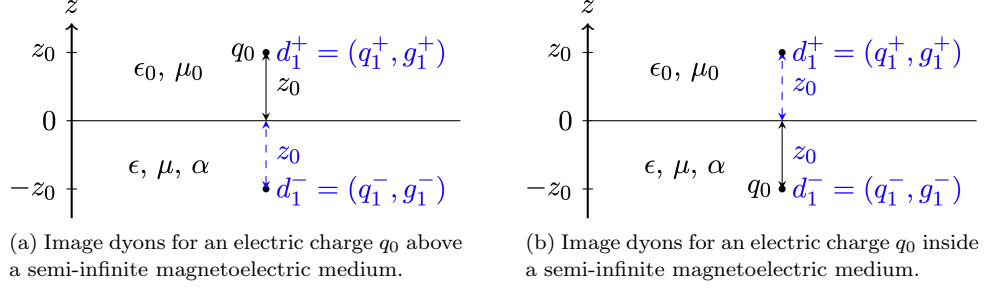 z
z₀
q₀
d₁⁺ = (q₁⁺, g₁⁺)
ϵ₀, μ₀
z₀
0
z₀
ϵ, μ, α
−z₀
d₁⁻ = (q₁⁻, g₁⁻)
(a) Image dyons for an electric charge q₀ above
a semi-infinite magnetoelectric medium.
z
z₀
d₁⁺ = (q₁⁺, g₁⁺)
ϵ₀, μ₀
z₀
0
z₀
ϵ, μ, α
−z₀
q₀
d₁⁻ = (q₁⁻, g₁⁻)
(b) Image dyons for an electric charge q₀ inside
a semi-infinite magnetoelectric medium.